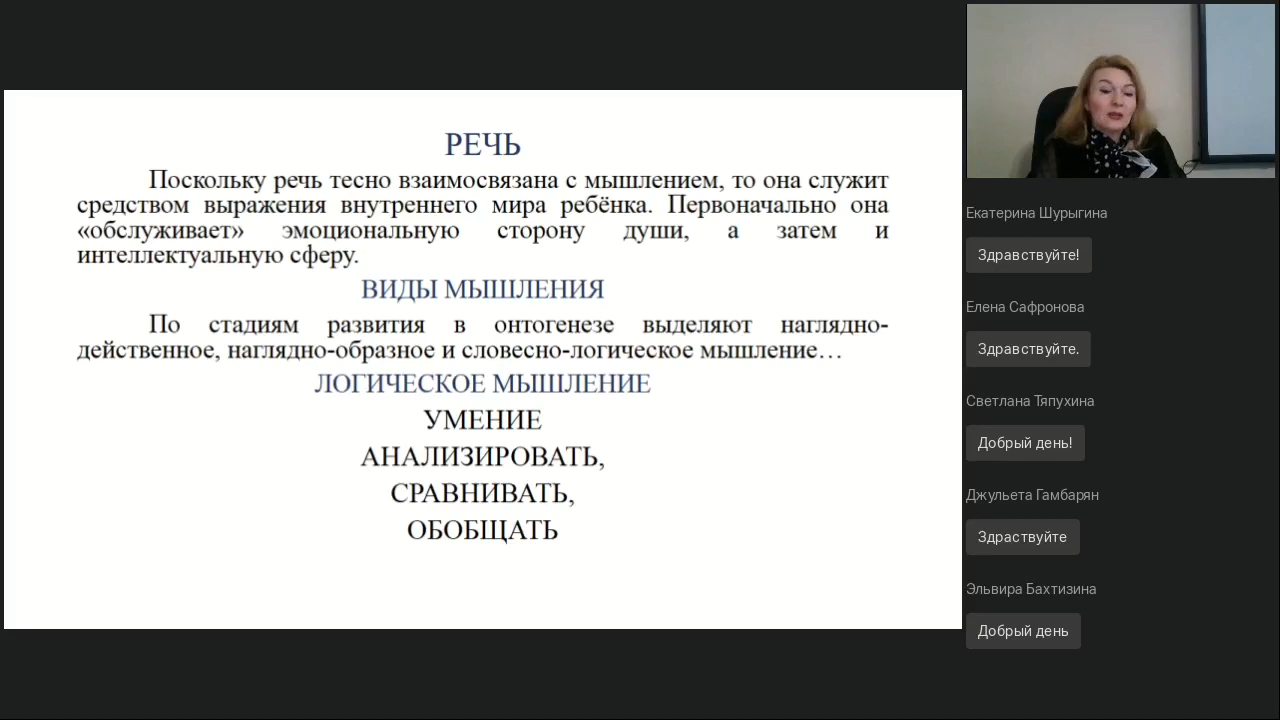 РЕЧЬ
Поскольку речь тесно взаимосвязана с мышлением, то она служит
средством выражения внутреннего мира ребёнка. Первоначально она
«обслуживает» эмоциональную сторону души, а затем и
интеллектуальную сферу.
ВИДЫ МЫШЛЕНИЯ
По стадиям развития в онтогенезе выделяют наглядно-
действенное, наглядно-образное и словесно-логическое мышление…
ЛОГИЧЕСКОЕ МЫШЛЕНИЕ
УМЕНИЕ
АНАЛИЗИРОВАТЬ,
СРАВНИВАТЬ,
ОБОБЩАТЬ
Екатерина Шурыгина
Здравствуйте!
Елена Сафронова
Здравствуйте.
Светлана Тяпухина
Добрый день!
Джульета Гамбарян
Здраствуйте
Эльвира Бахтизина
Добрый день